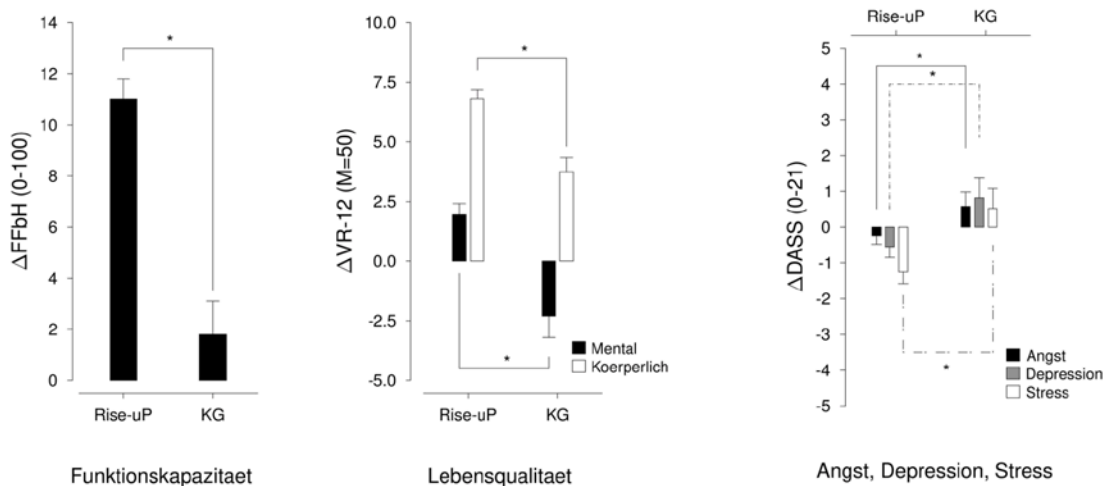 14
12
10
8
6
4
2
0
ΔFFbH (0-100)
*
Rise-uP KG
Funktionskapazitaet
10.0
7.5
5.0
2.5
0.0
-2.5
-5.0
ΔVR-12 (M=50)
*
*
Mental
Koerperlich
Rise-uP KG
Lebensqualitaet
Rise-uP KG
5
4
3
2
1
0
-1
-2
-3
-4
-5
ΔDASS (0-21)
*
*
*
Angst
Depression
Stress
Angst, Depression, Stress